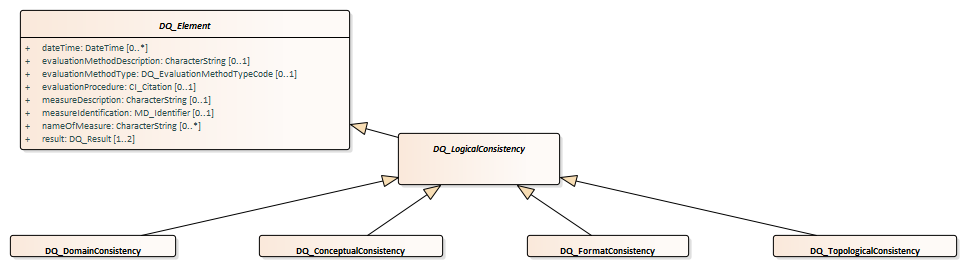 DQ_Element
+ dateTime: DateTime [0..*]
+ evaluationMethodDescription: CharacterString [0..1]
+ evaluationMethodType: DQ_EvaluationMethodTypeCode [0..1]
+ evaluationProcedure: CI_Citation [0..1]
+ measureDescription: CharacterString [0..1]
+ measureIdentification: MD_Identifier [0..1]
+ nameOfMeasure: CharacterString [0..*]
+ result: DQ_Result [1..2]
DQ_LogicalConsistency
DQ_DomainConsistency
DQ_ConceptualConsistency
DQ_FormatConsistency
DQ_TopologicalConsistency